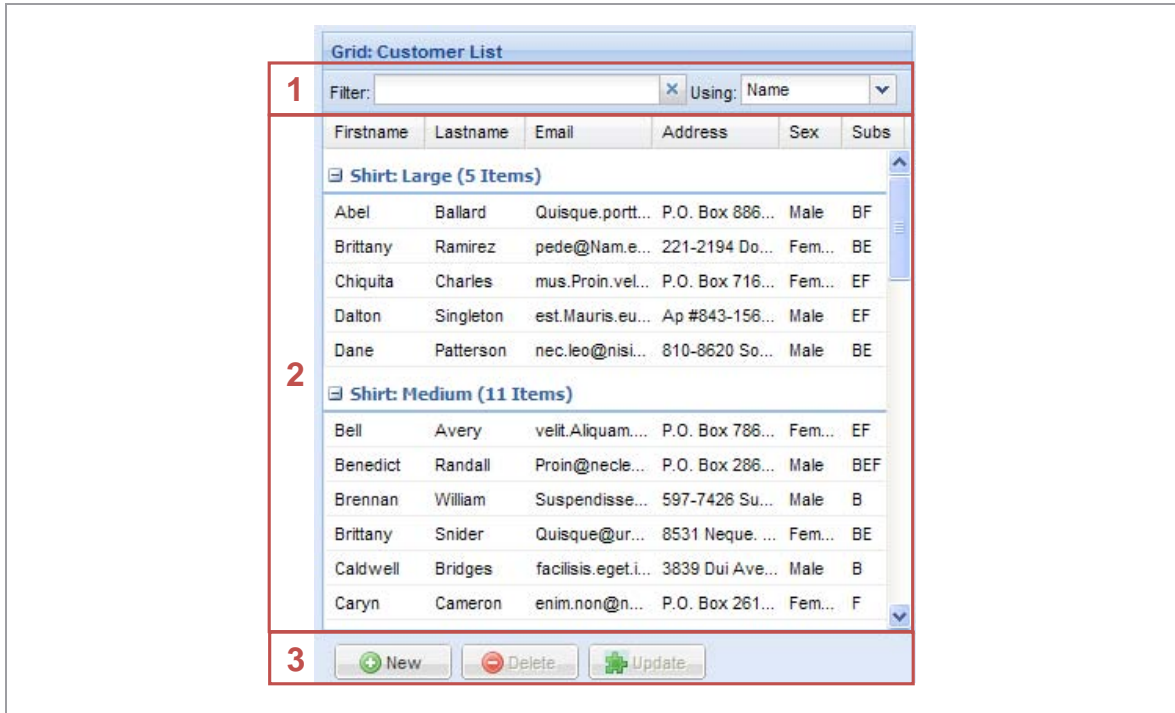 Grid: Customer List
1 Filter: Using: Name
Firstname Lastname Email Address Sex Subs
Shirt: Large (5 Items)
Abel Ballard Quisque.portt... P.O. Box 886... Male BF
Brittany Ramirez pede@Nam.e... 221-2194 Do... Fem... BE
Chiquita Charles mus.Proin.vel... P.O. Box 716... Fem... EF
Dalton Singleton est.Mauris.eu... Ap #843-156... Male EF
Dane Patterson nec.leo@nisi... 810-8620 So... Male BE
2
Shirt: Medium (11 Items)
Bell Avery velit.Aliquam.... P.O. Box 786... Fem... EF
Benedict Randall Proin@necle... P.O. Box 286... Male BEF
Brennan William Suspendisse... 597-7426 Su... Male B
Brittany Snider Quisque@ur... 8531 Neque. ... Fem... BE
Caldwell Bridges facilisis.eget.i... 3839 Dui Ave... Male B
Caryn Cameron enim.non@n... P.O. Box 261... Fem... F
3 New Delete Update